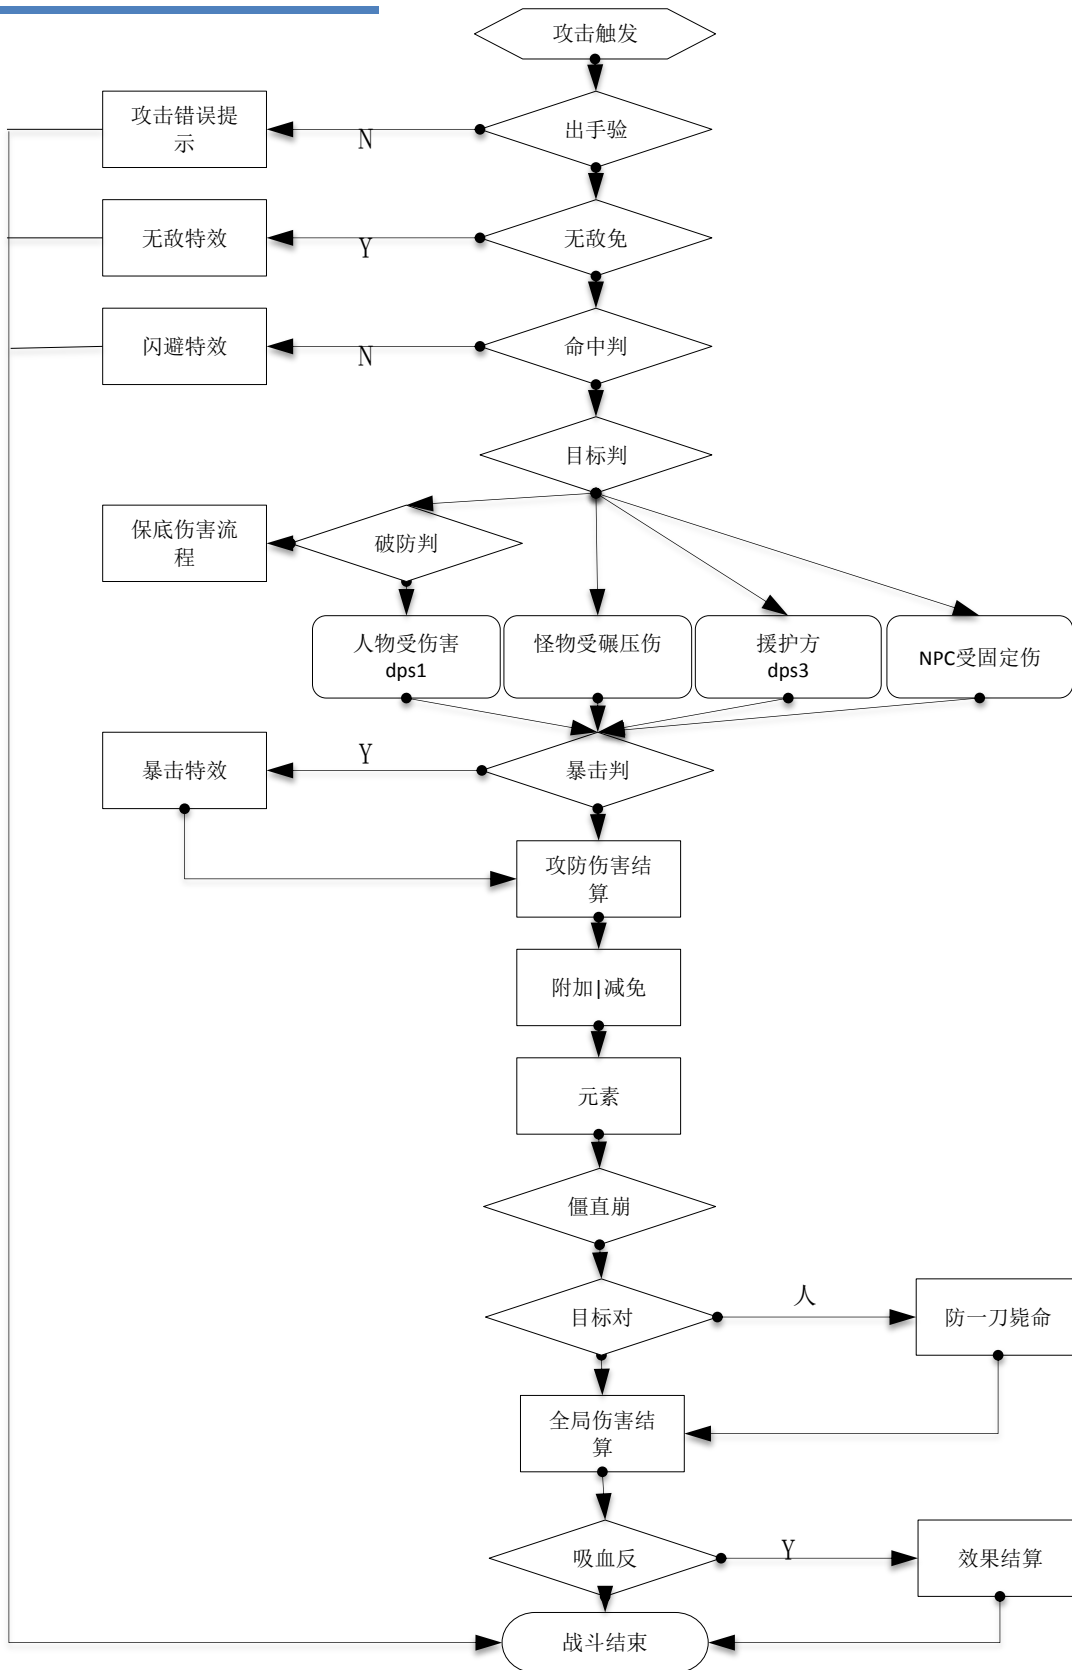 攻击触发
攻击错误提
示
N
出手验
无敌特效
Y
无敌免
闪避特效
N
命中判
目标判
保底伤害流
程
破防判
人物受伤害
dps1
怪物受碾压伤
援护方
dps3
NPC受固定伤
暴击特效
Y
暴击判
攻防伤害结
算
附加|减免
元素
僵直崩
目标对
人
防一刀毙命
全局伤害结
算
吸血反
Y
效果结算
战斗结束